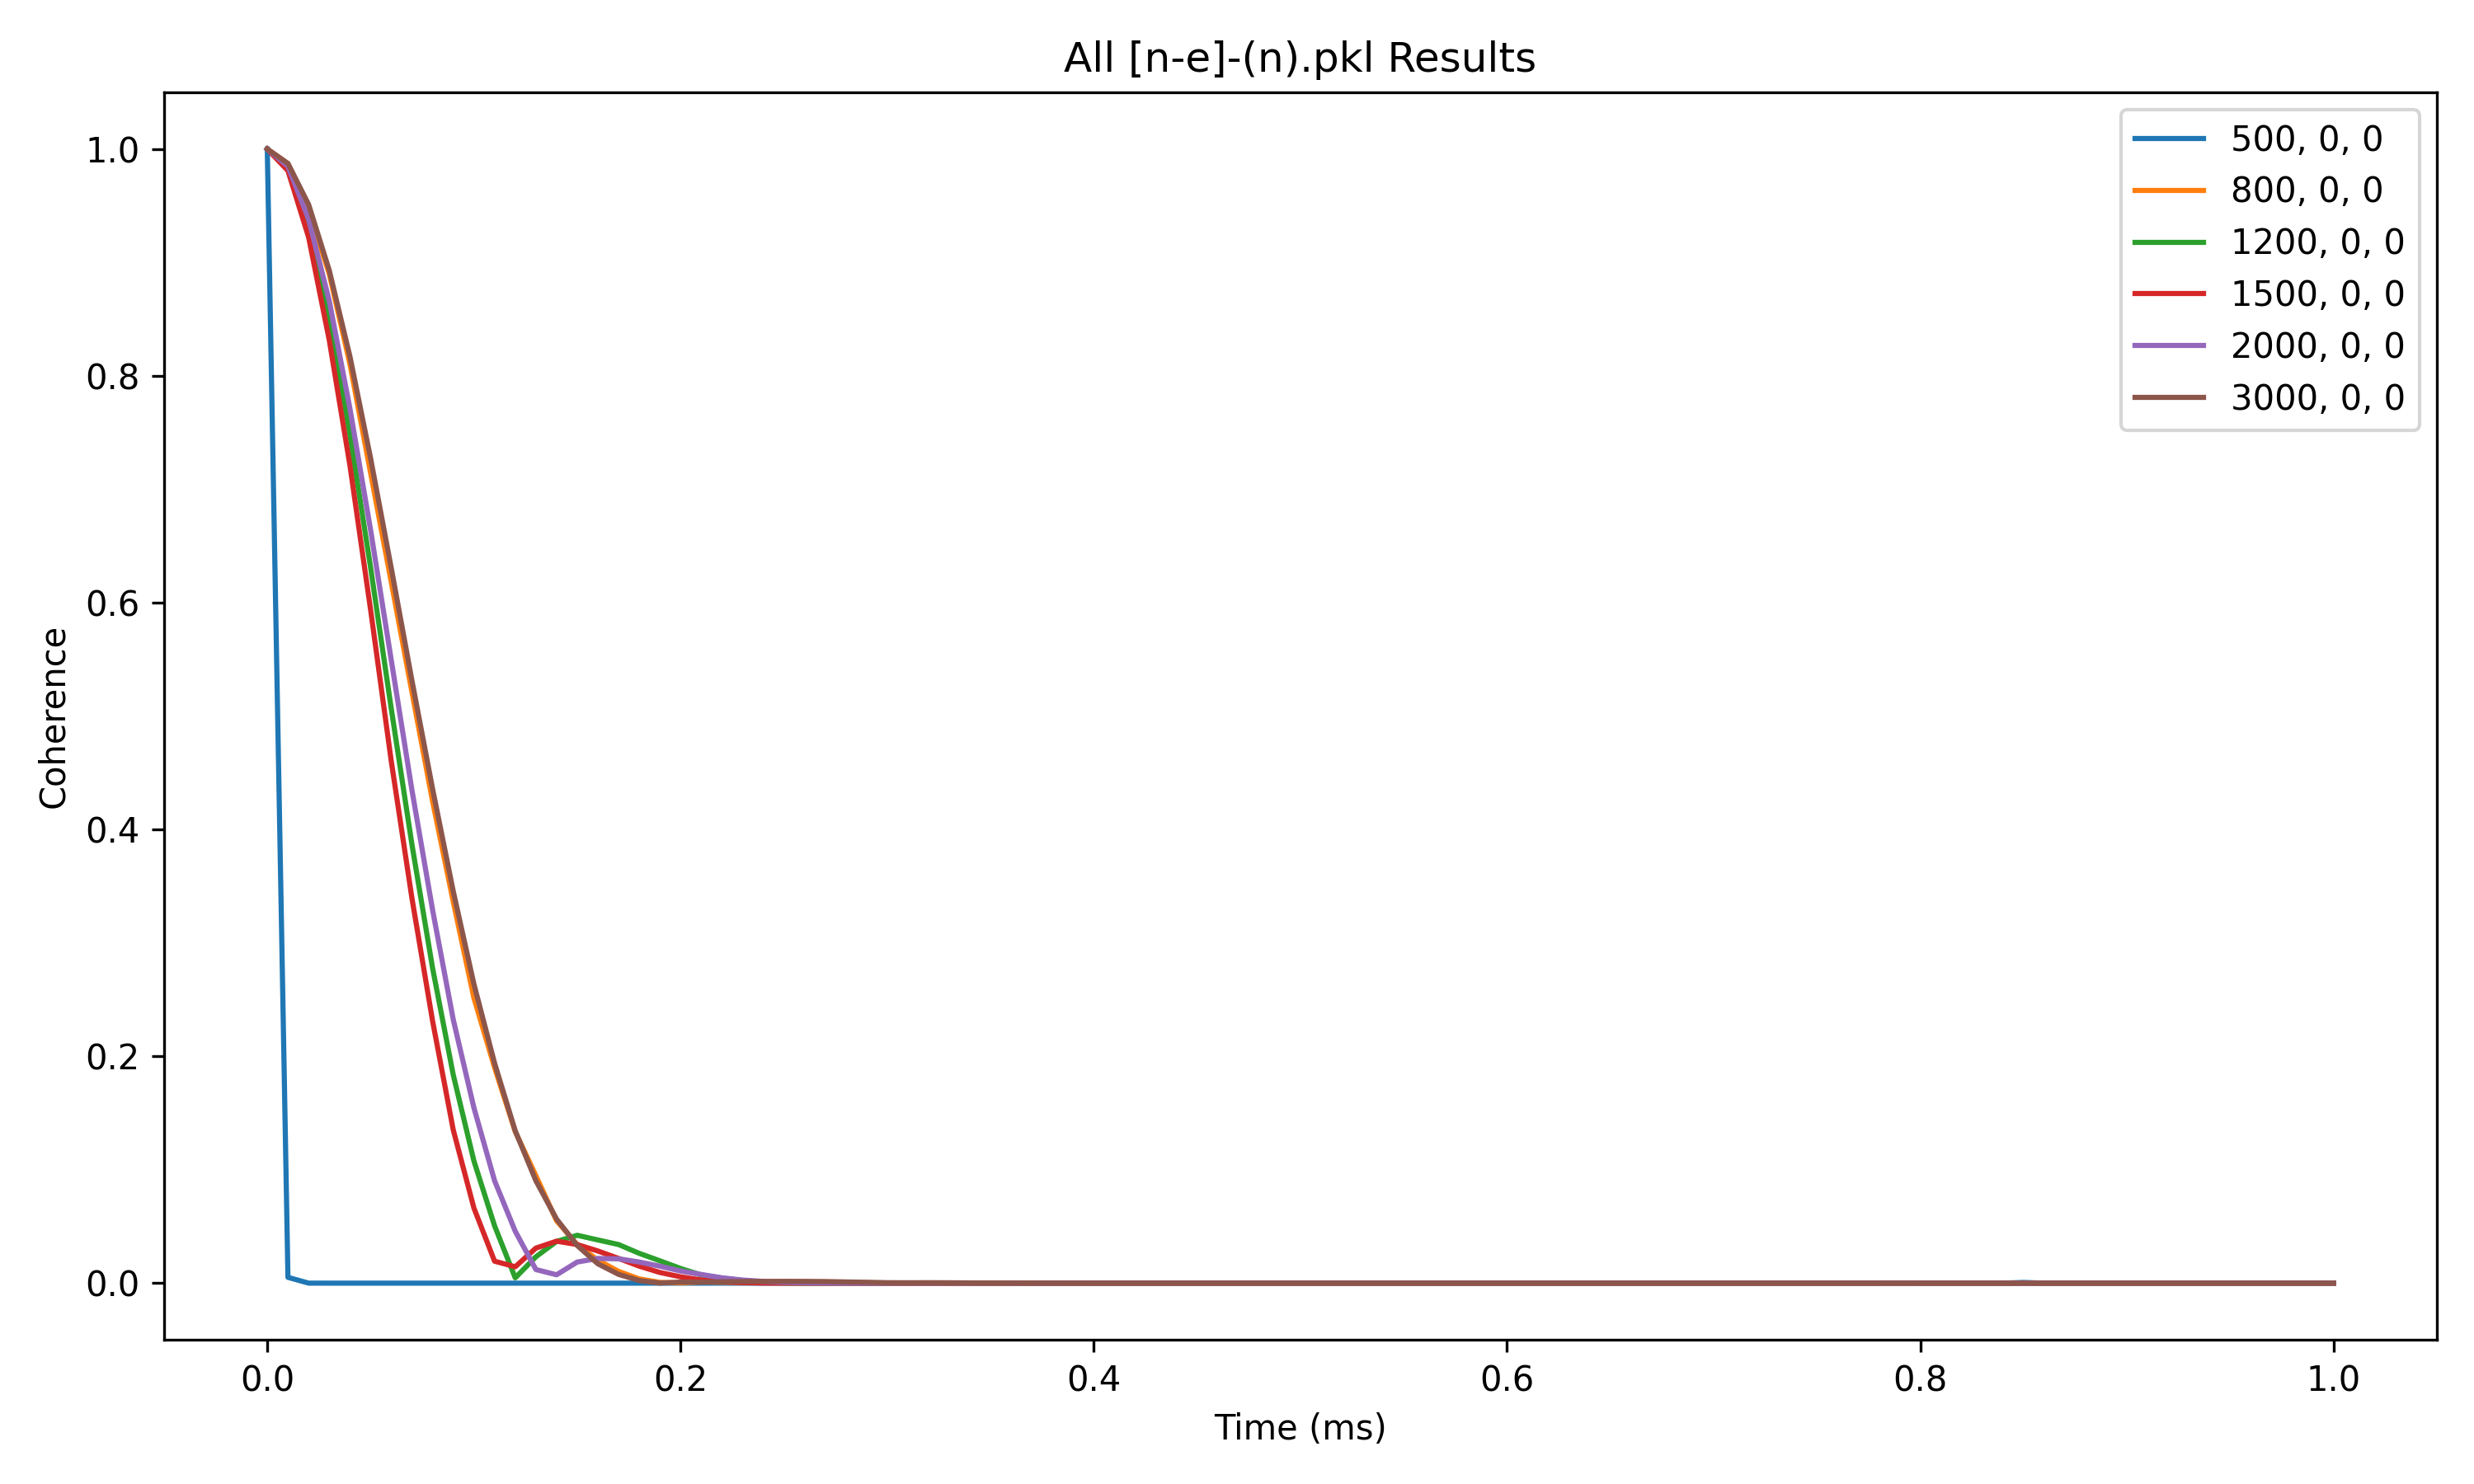 All [n-e]-(n).pkl Results
500, 0, 0
800, 0, 0
1200, 0, 0
1500, 0, 0
2000, 0, 0
3000, 0, 0
Coherence
1.0
0.8
0.6
0.4
0.2
0.0
0.0 0.2 0.4 0.6 0.8 1.0
Time (ms)